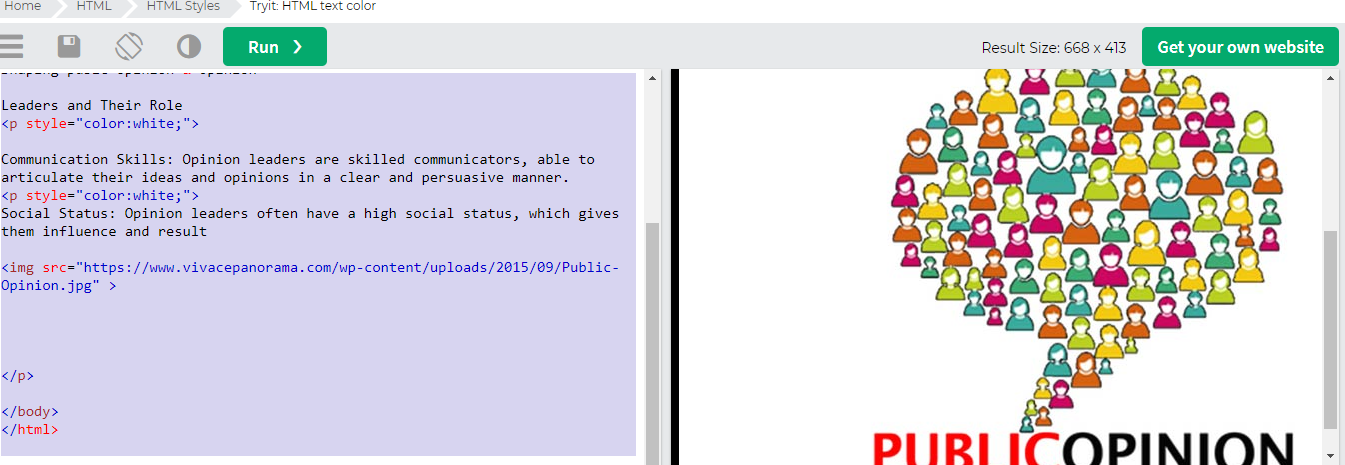 Home HTML HTML Styles Tryit: HTML text color
Run ❯ Result Size: 668 x 413 Get your own website
shaping public opinion & opinion
Leaders and Their Role
<p style="color:white;">
Communication Skills: Opinion leaders are skilled communicators, able to
articulate their ideas and opinions in a clear and persuasive manner.
<p style="color:white;">
Social Status: Opinion leaders often have a high social status, which gives
them influence and result
<img src="https://www.vivacepanorama.com/wp-content/uploads/2015/09/Public-
Opinion.jpg" >
</p>
</body>
</html>
PUBLICOPINION